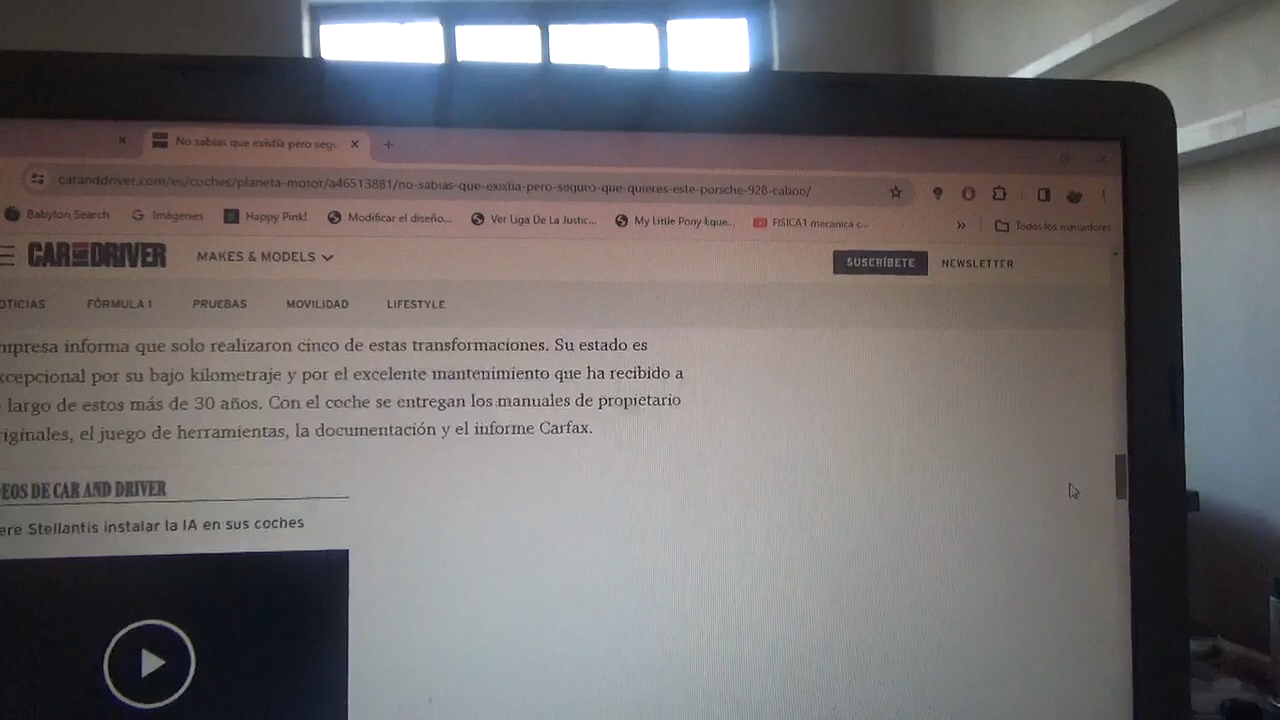 No sabías que existía pero segu
caranddriver.com/es/coches/planeta-motor/a46513881/no-sabias-que-existia-pero-seguro-que-quieres-este-porsche-928-cabrio/
Babylon Search Imágenes Happy Pink! Modificar el diseño... Ver Liga De La Justic... My Little Pony Eque... FISICA1 mecanica c... » Todos los marcadores
CAR AND DRIVER MAKES & MODELS SUSCRÍBETE NEWSLETTER
OTICIAS FÓRMULA 1 PRUEBAS MOVILIDAD LIFESTYLE
mpresa informa que solo realizaron cinco de estas transformaciones. Su estado es
xcepcional por su bajo kilometraje y por el excelente mantenimiento que ha recibido a
largo de estos más de 30 años. Con el coche se entregan los manuales de propietario
riginales, el juego de herramientas, la documentación y el informe Carfax.
EOS DE CAR AND DRIVER
ere Stellantis instalar la IA en sus coches